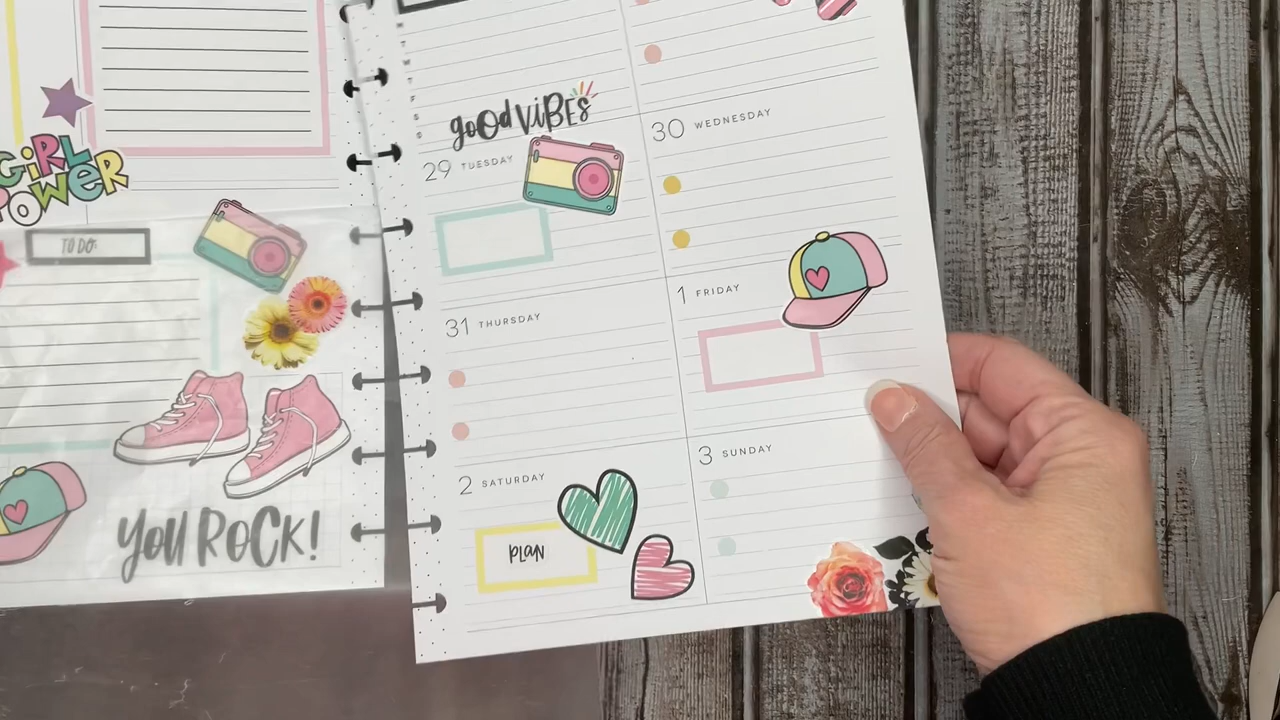 GIRL
POWER
TO DO:
YOU ROCK!
good VIBES
29 TUESDAY
30 WEDNESDAY
31 THURSDAY
1 FRIDAY
2 SATURDAY
3 SUNDAY
PLAN